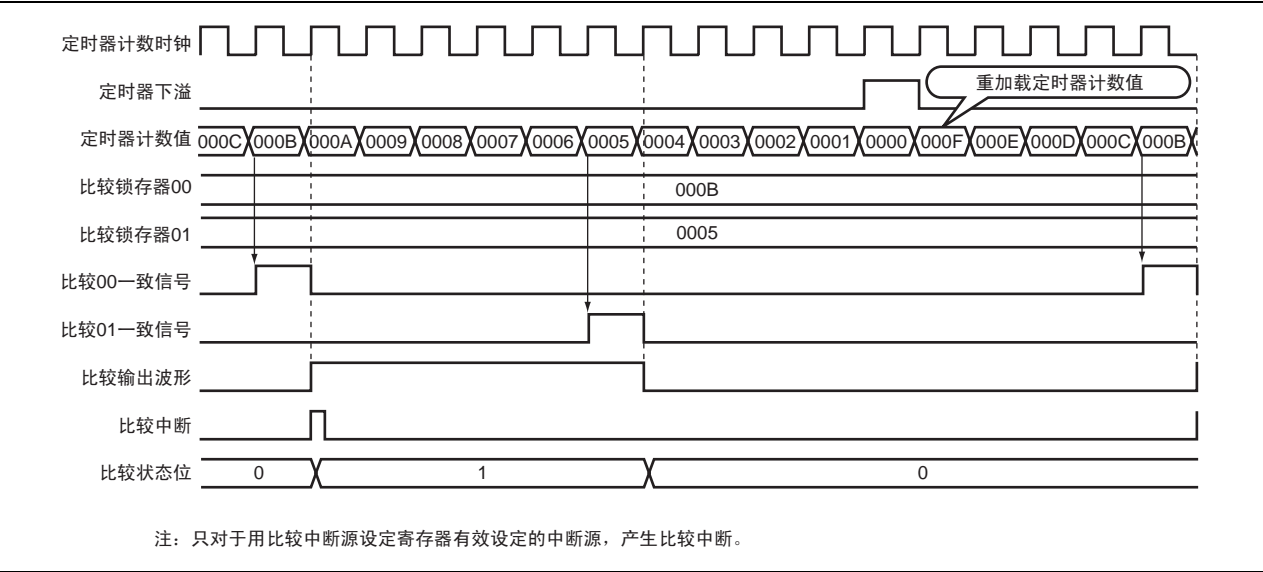 定时器计数时钟
定时器下溢
重加载定时器计数值
定时器计数值 000C 000B 000A 0009 0008 0007 0006 0005 0004 0003 0002 0001 0000 000F 000E 000D 000C 000B
比较锁存器00 000B
比较锁存器01 0005
比较00一致信号
比较01一致信号
比较输出波形
比较中断
比较状态位 0 1 0
注：只对于用比较中断源设定寄存器有效设定的中断源，产生比较中断。